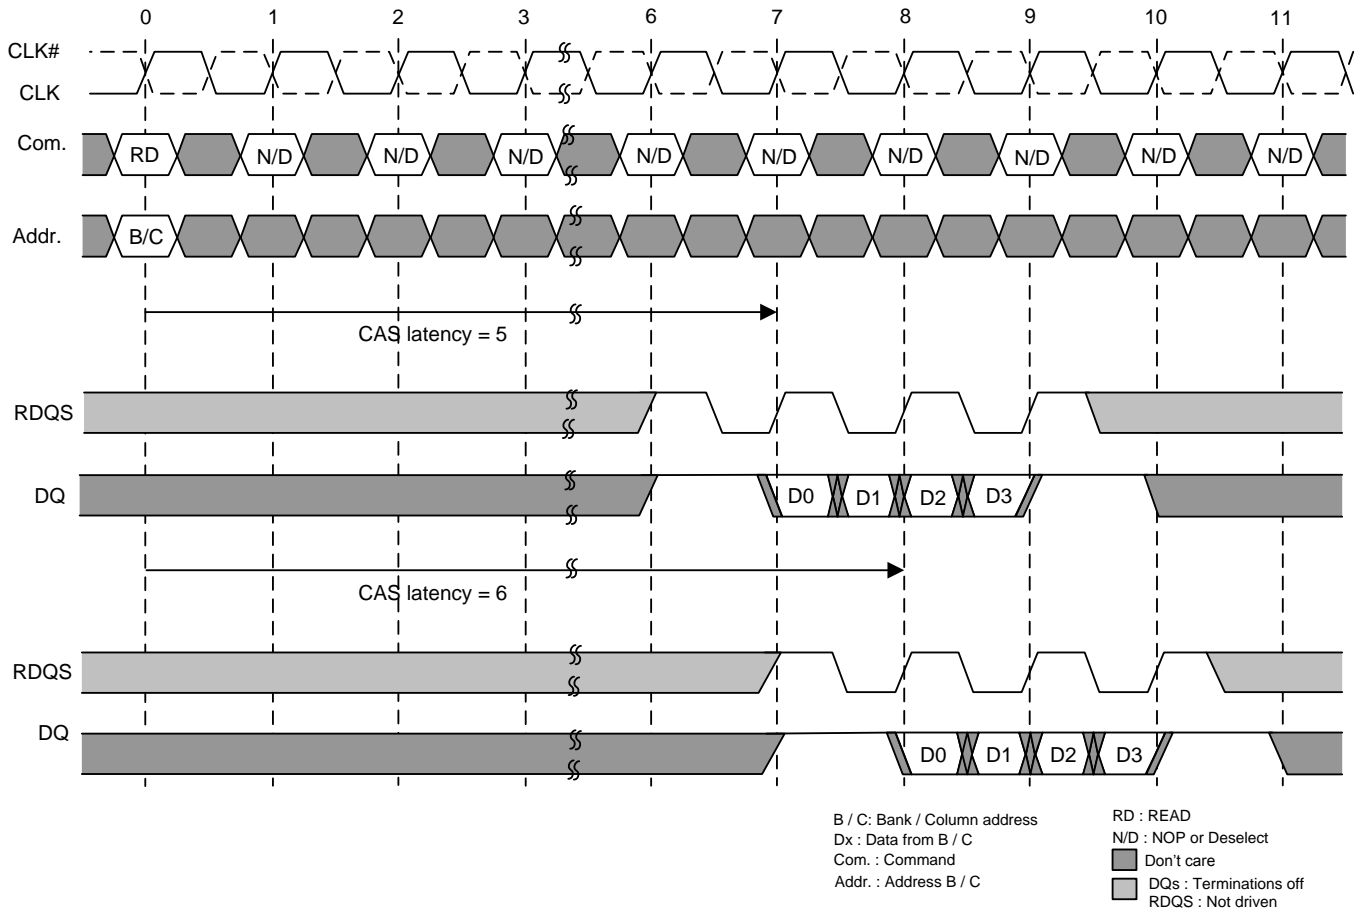 0 1 2 3 6 7 8 9 10 11
CLK#
CLK
Com. RD N/D N/D N/D N/D N/D N/D N/D N/D N/D
Addr. B/C
CAS latency = 5
RDQS
DQ D0 D1 D2 D3
CAS latency = 6
RDQS
DQ D0 D1 D2 D3
B / C: Bank / Column address
Dx : Data from B / C
Com. : Command
Addr. : Address B / C
RD : READ
N/D : NOP or Deselect
Don't care
DQs : Terminations off
RDQS : Not driven